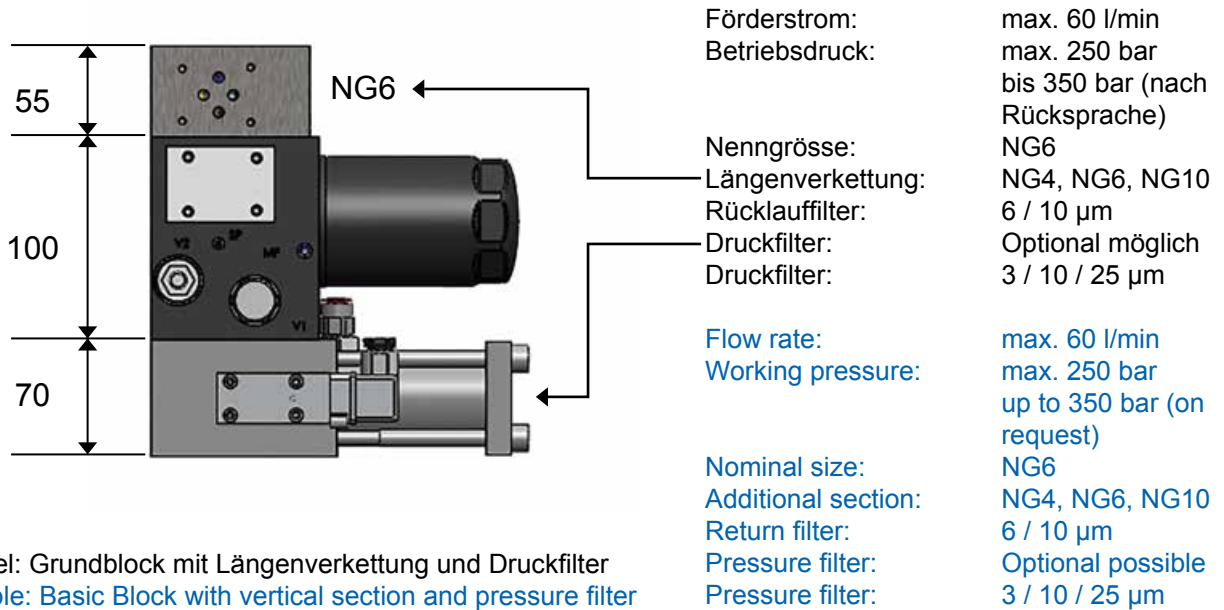 55
100
70
NG6
V2
SP
MP
V1
Förderstrom: max. 60 l/min
Betriebsdruck: max. 250 bar
bis 350 bar (nach
Rücksprache)
Nenngrösse: NG6
Längenverkettung: NG4, NG6, NG10
Rücklauffilter: 6 / 10 µm
Druckfilter: Optional möglich
Druckfilter: 3 / 10 / 25 µm
Flow rate: max. 60 l/min
Working pressure: max. 250 bar
up to 350 bar (on
request)
Nominal size: NG6
Additional section: NG4, NG6, NG10
Return filter: 6 / 10 µm
Pressure filter: Optional possible
Pressure filter: 3 / 10 / 25 µm
el: Grundblock mit Längenverkettung und Druckfilter
ple: Basic Block with vertical section and pressure filter